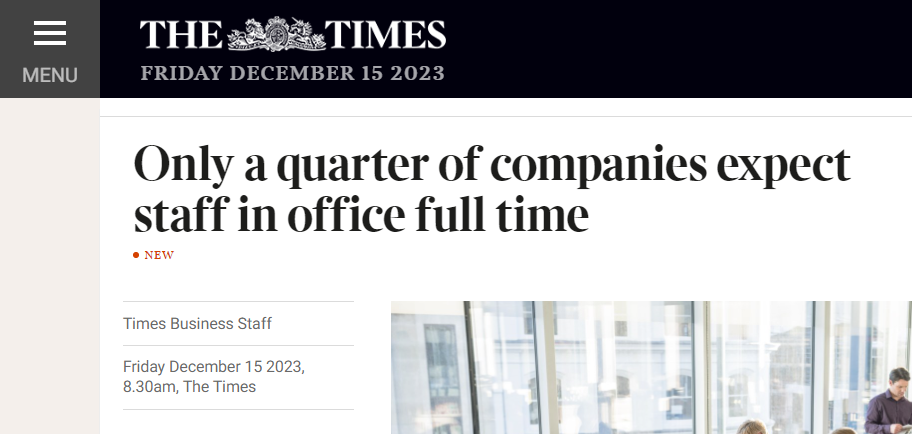 THE TIMES
MENU
FRIDAY DECEMBER 15 2023
Only a quarter of companies expect
staff in office full time
NEW
Times Business Staff
Friday December 15 2023,
8.30am, The Times